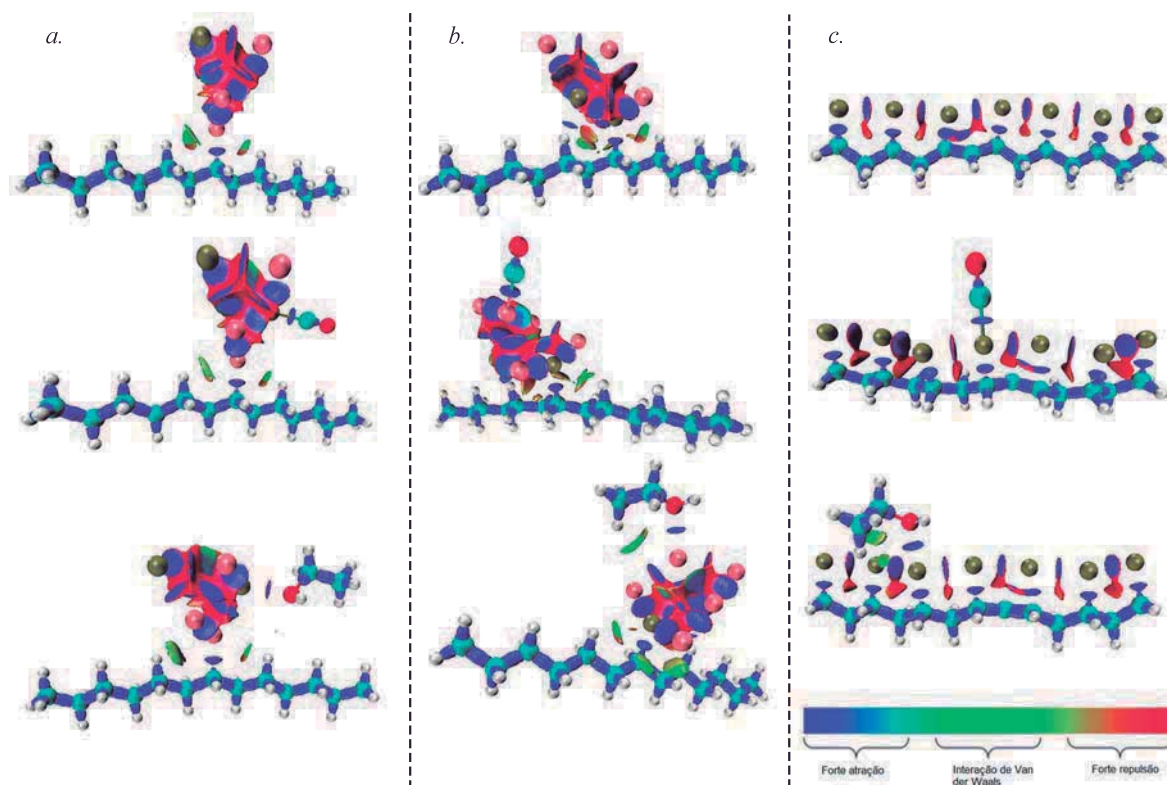 a.
b.
c.
Forte atração
Interação de Van
der Waals
Forte repulsão